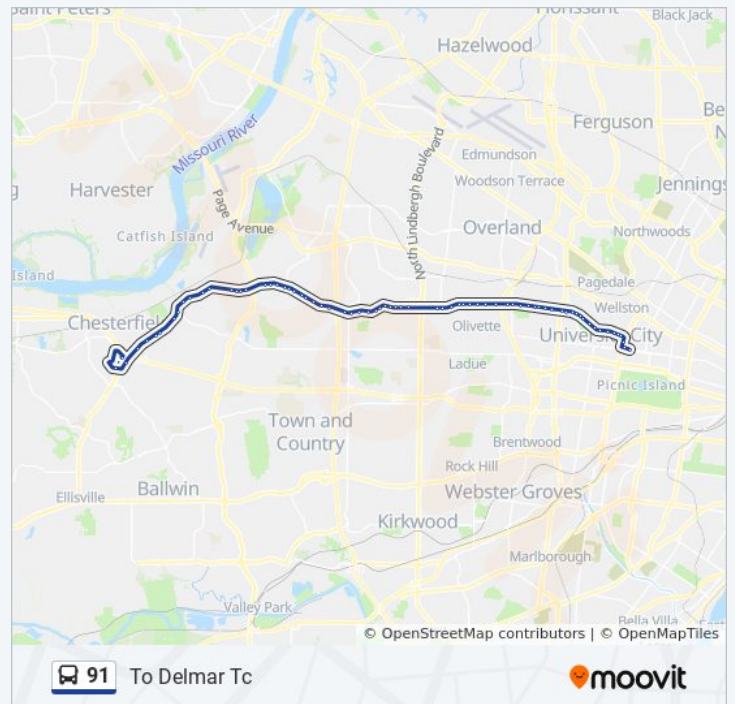 Saint Peters
Florissant
Black Jack
Hazelwood
Missouri River
Ferguson
Be
N
Edmundson
Harvester
Woodson Terrace
Jennings
Page Avenue
North Lindbergh Boulevard
Catfish Island
Overland
Northwoods
Island
Pagedale
Wellston
Chesterfield
Olivette
University City
Ladue
Picnic Island
Town and
Country
Brentwood
Rock Hill
Ballwin
Webster Groves
Ellisville
Kirkwood
Marlborough
Valley Park
Bella Villa
© OpenStreetMap contributors | © OpenMapTiles
91 To Delmar Tc
moovit